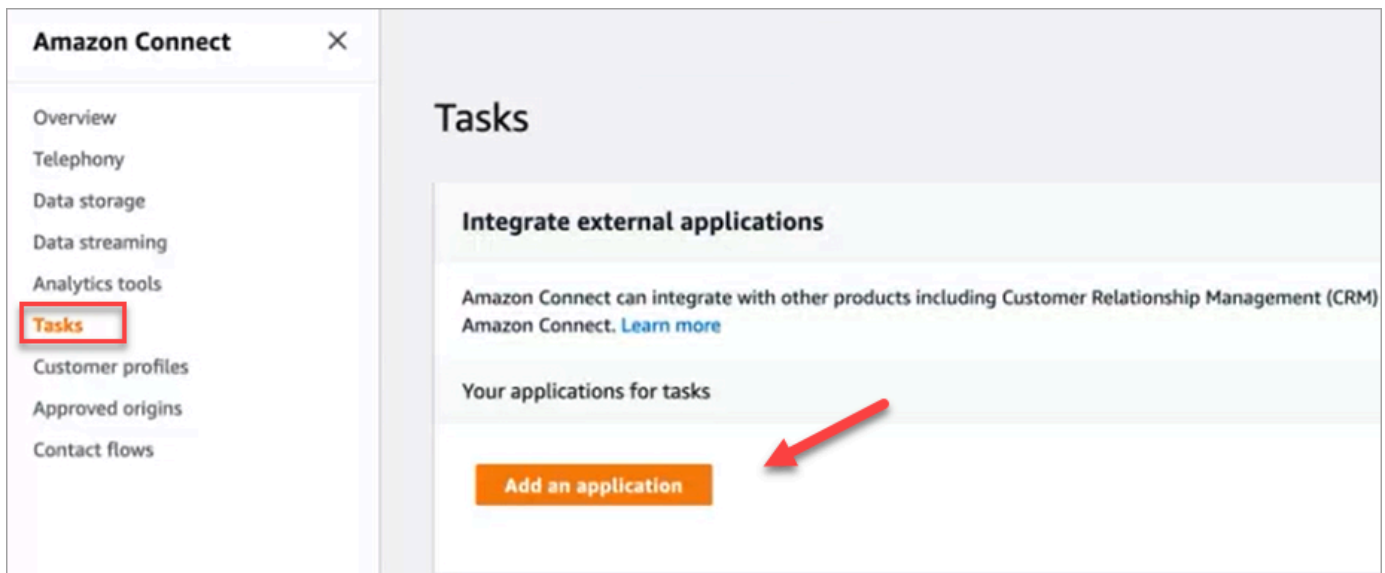 Amazon Connect
Overview
Telephony
Data storage
Data streaming
Analytics tools
Tasks
Customer profiles
Approved origins
Contact flows
Tasks
Integrate external applications
Amazon Connect can integrate with other products including Customer Relationship Management (CRM)
Amazon Connect. Learn more
Your applications for tasks
Add an application